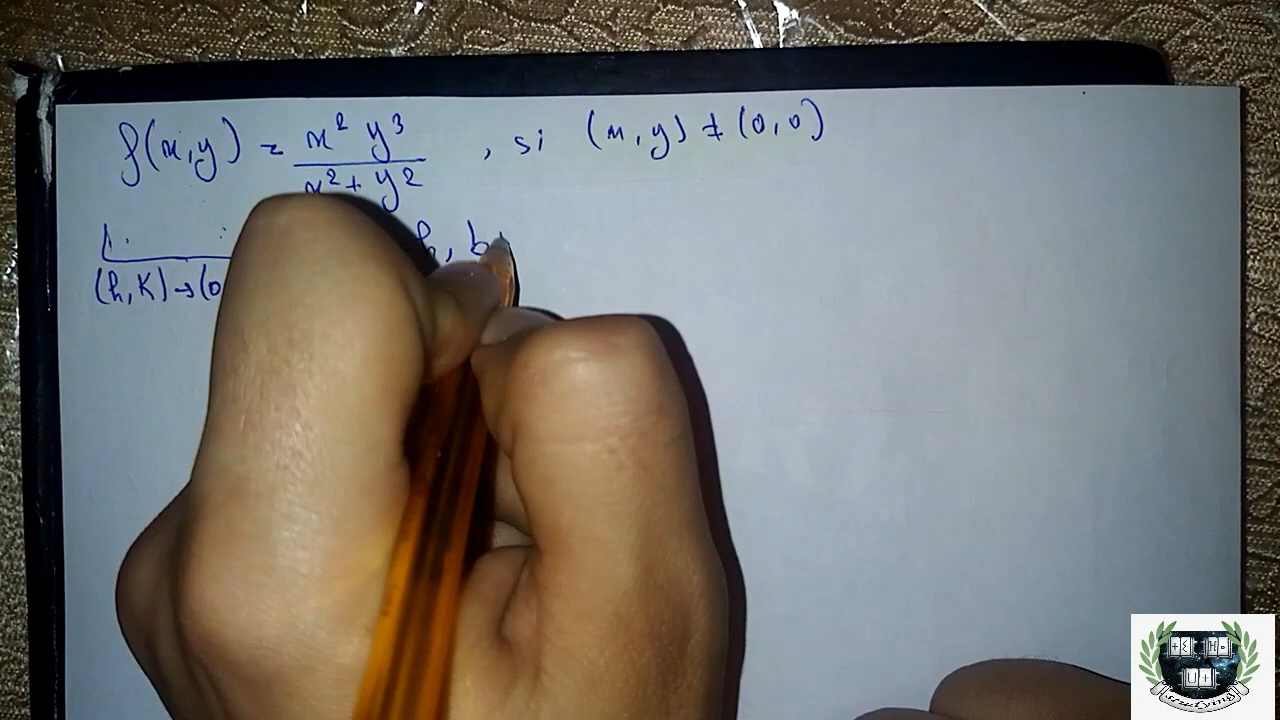 f(x,y) = x² y³ / x² + y² , si (x,y) ≠ (0,0)
h, b
(h,K) → (0